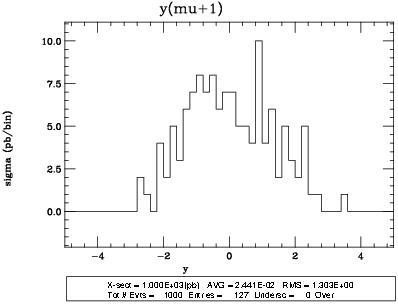 y(mu+1)
10.0
7.5
5.0
2.5
0.0
sigma (pb/bin)
−4 −2 0 2 4
y
X-sect = 1.000E+03(pb) AVG = 2.441E-02 RMS = 1.303E+00
Tot # Evts = 1000 Entries = 127 Undersc = 0 Over